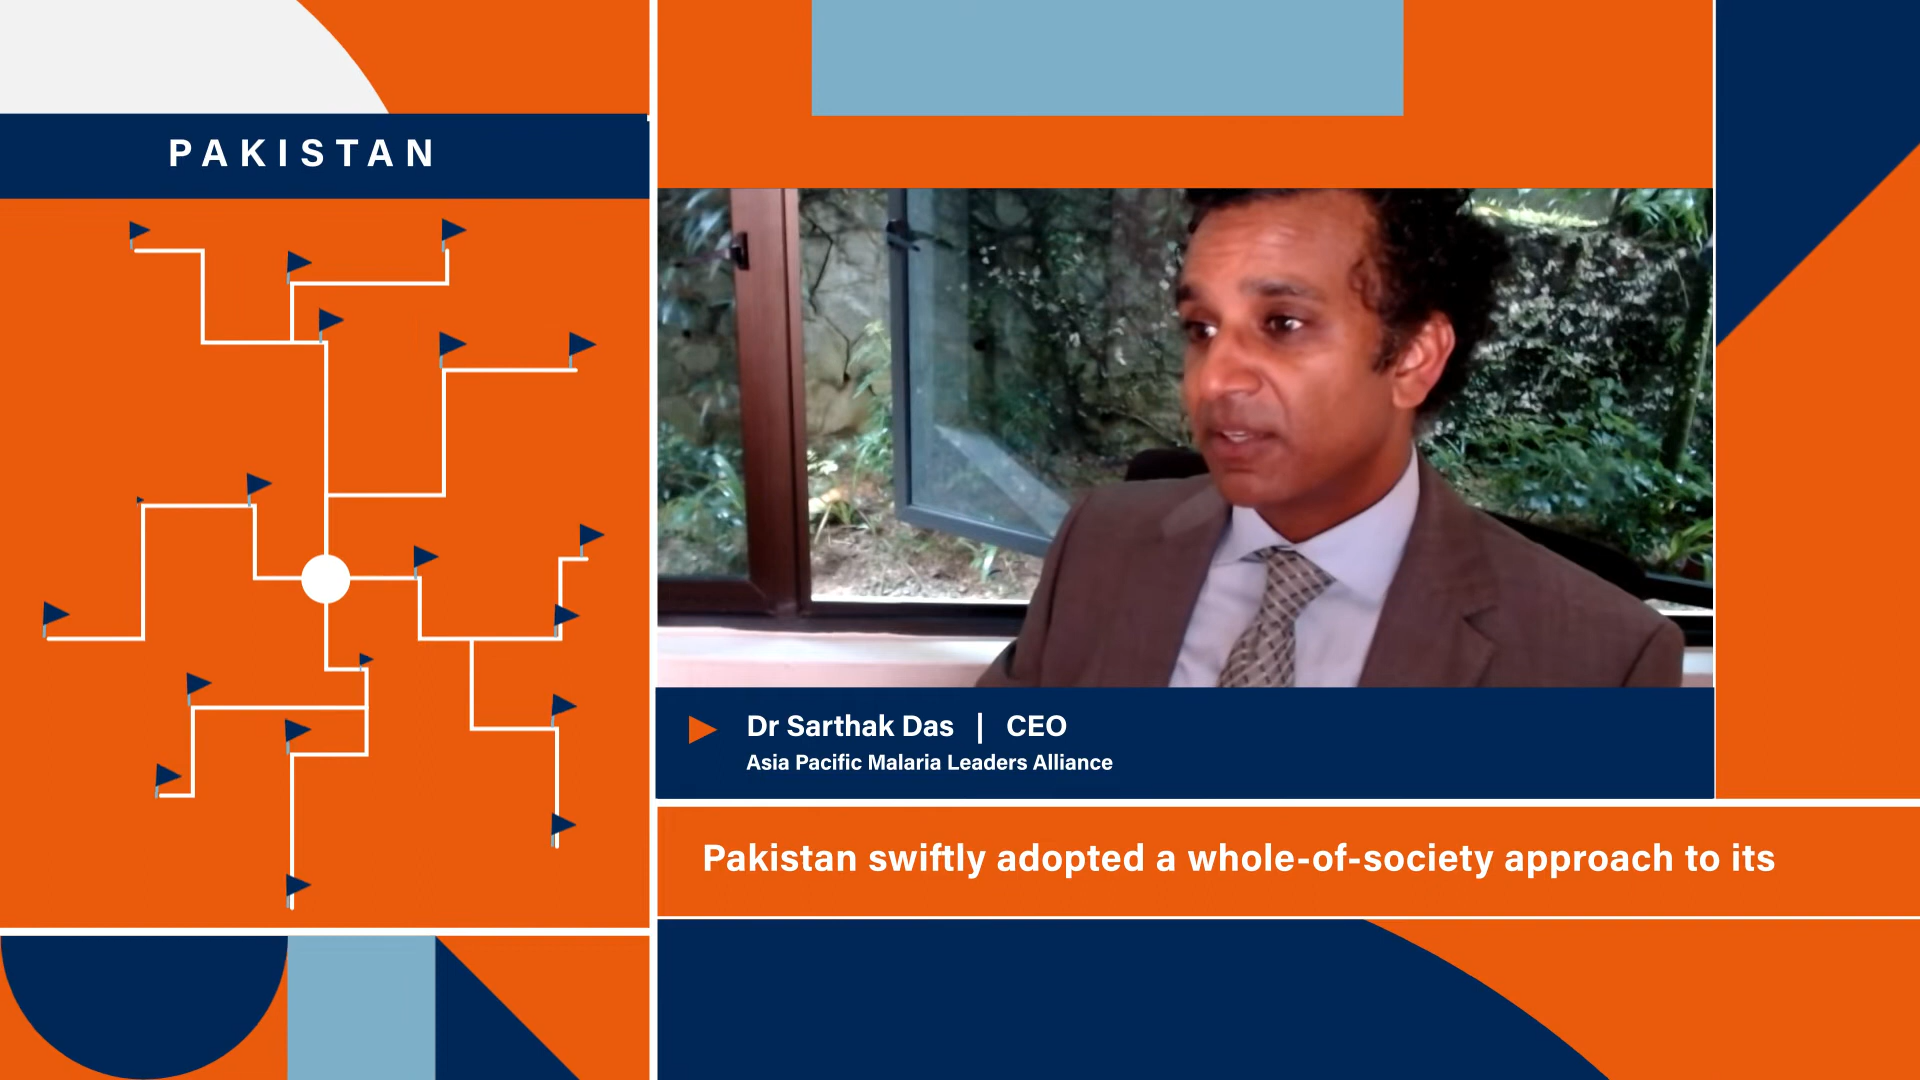 PAKISTAN
Dr Sarthak Das | CEO
Asia Pacific Malaria Leaders Alliance
Pakistan swiftly adopted a whole-of-society approach to its